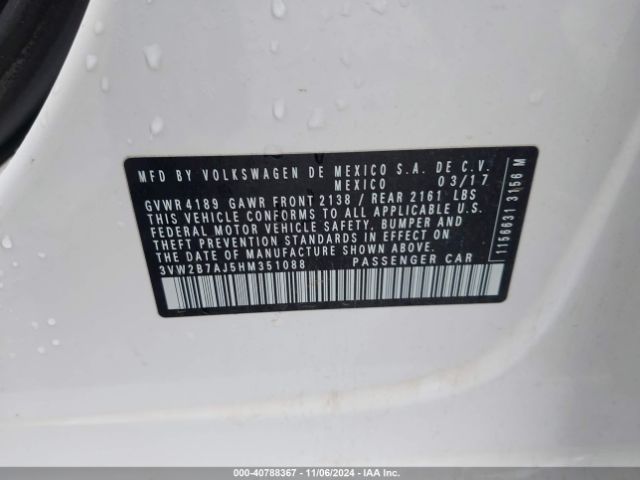 MFD BY VOLKSWAGEN DE MEXICO S.A. DE C.V.
MEXICO 03/17
GVWR 4189 GAWR FRONT 2138 / REAR 2161 LBS
THIS VEHICLE CONFORMS TO ALL APPLICABLE U.S.
FEDERAL MOTOR VEHICLE SAFETY, BUMPER AND
THEFT PREVENTION STANDARDS IN EFFECT ON THE
DATE OF MANUFACTURE SHOWN ABOVE.
3VW2B7AJ5HM351088 PASSENGER CAR
1156631 3156 M
000-40788367 - 11/06/2024 - IAAI.COM